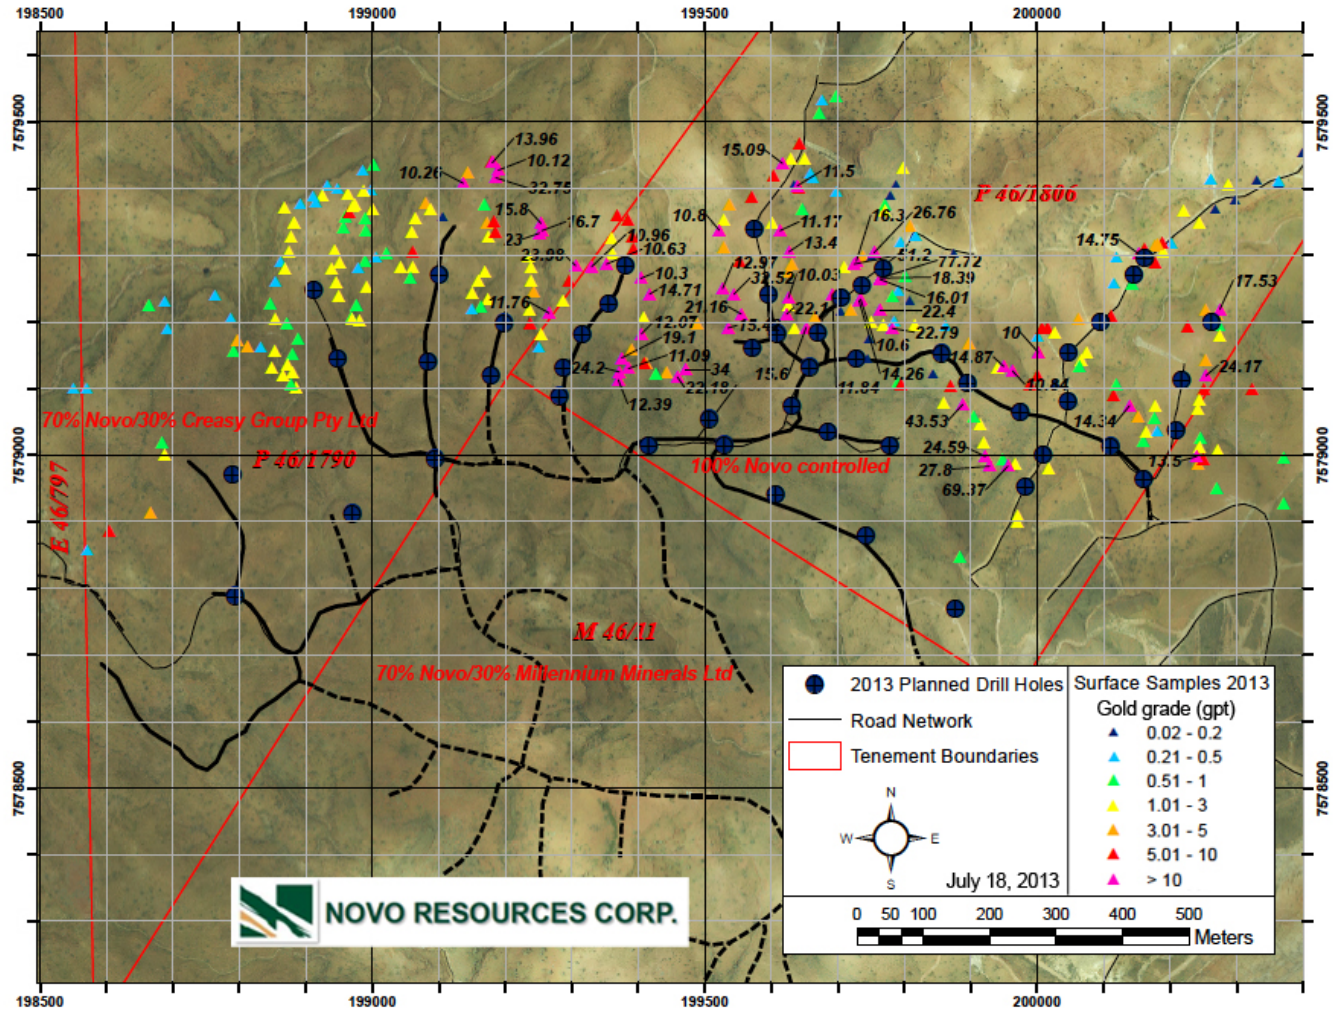 198500 199000 199500 200000
7579500
7579500
13.96
10.12
10.26
32.75
15.09
11.5
P 46/1806
15.8
16.7
23
10.8
11.17
16.3
26.76
10.96
10.63
13.4
31.2
77.72
14.75
23.98
10.3
12.97
10.03
18.39
14.71
32.52
16.01
17.53
11.76
21.16
22.1
22.4
12.07
22.79
10
19.1
10.6
11.09
24.2
34
15.6
14.26
14.87
24.17
12.39
22.18
11.84
10.84
70% Novo/30% Creasy Group Pty Ltd
43.53
14.34
P 46/1790
24.59
100% Novo controlled
27.8
13.5
69.37
7579000
7579000
E 46/797
M 46/11
70% Novo/30% Millennium Minerals Ltd
2013 Planned Drill Holes
Road Network
Tenement Boundaries
N
W E
S
July 18, 2013
Surface Samples 2013
Gold grade (gpt)
0.02 - 0.2
0.21 - 0.5
0.51 - 1
1.01 - 3
3.01 - 5
5.01 - 10
> 10
0 50 100 200 300 400 500
Meters
7578500
7578500
NOVO RESOURCES CORP.
198500 199000 199500 200000